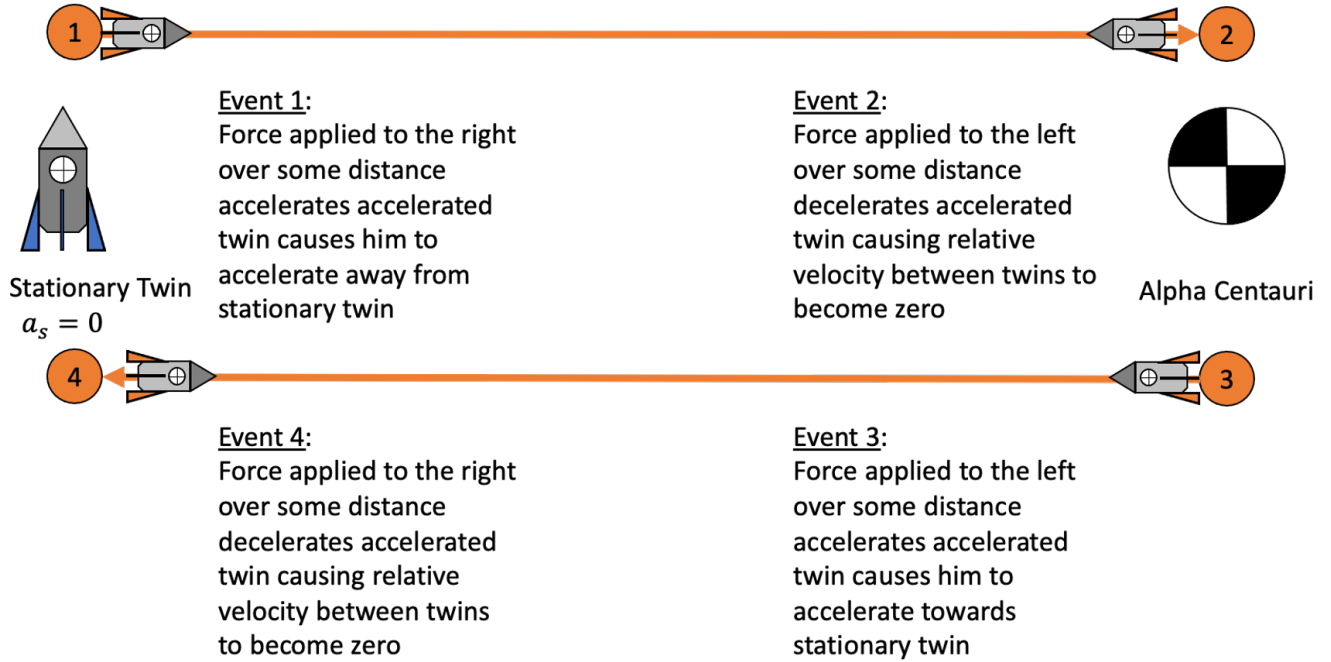 1
2
Event 1:
Force applied to the right
over some distance
accelerates accelerated
twin causes him to
accelerate away from
stationary twin
Event 2:
Force applied to the left
over some distance
decelerates accelerated
twin causing relative
velocity between twins to
become zero
Stationary Twin
aₛ = 0
Alpha Centauri
4
3
Event 4:
Force applied to the right
over some distance
decelerates accelerated
twin causing relative
velocity between twins
to become zero
Event 3:
Force applied to the left
over some distance
accelerates accelerated
twin causes him to
accelerate towards
stationary twin